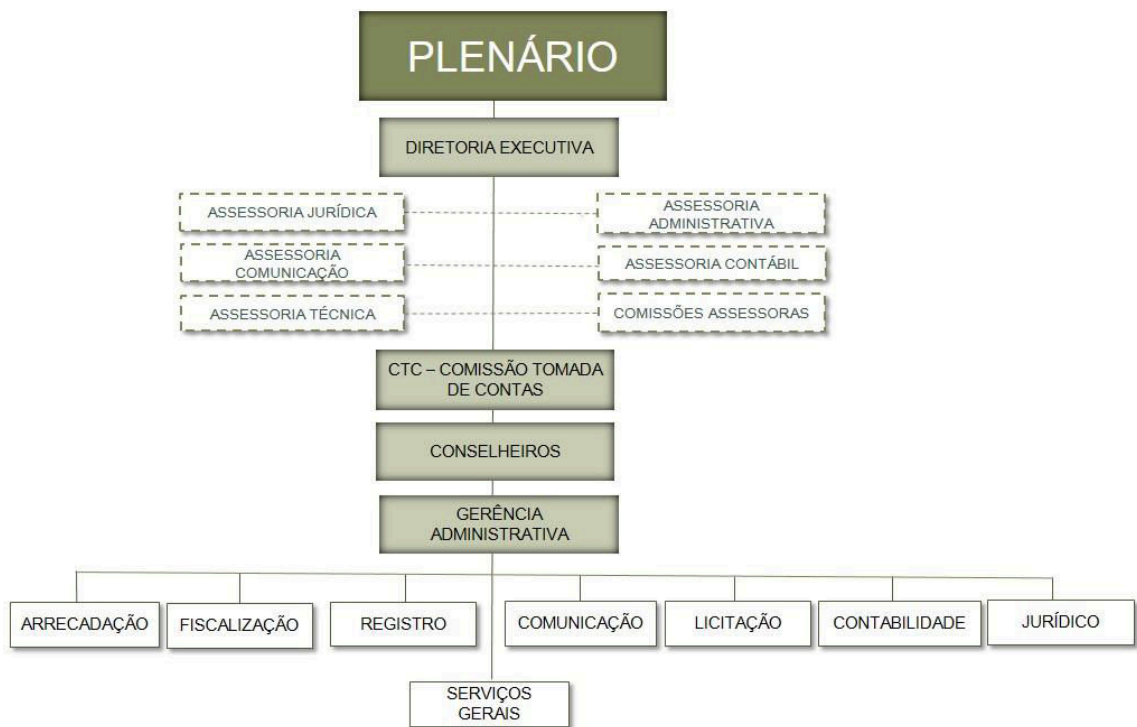 PLENÁRIO
DIRETORIA EXECUTIVA
ASSESSORIA JURÍDICA
ASSESSORIA
ADMINISTRATIVA
ASSESSORIA
COMUNICAÇÃO
ASSESSORIA CONTÁBIL
ASSESSORIA TÉCNICA
COMISSÕES ASSESSORAS
CTC – COMISSÃO TOMADA
DE CONTAS
CONSELHEIROS
GERÊNCIA
ADMINISTRATIVA
ARRECADAÇÃO
FISCALIZAÇÃO
REGISTRO
COMUNICAÇÃO
LICITAÇÃO
CONTABILIDADE
JURÍDICO
SERVIÇOS
GERAIS